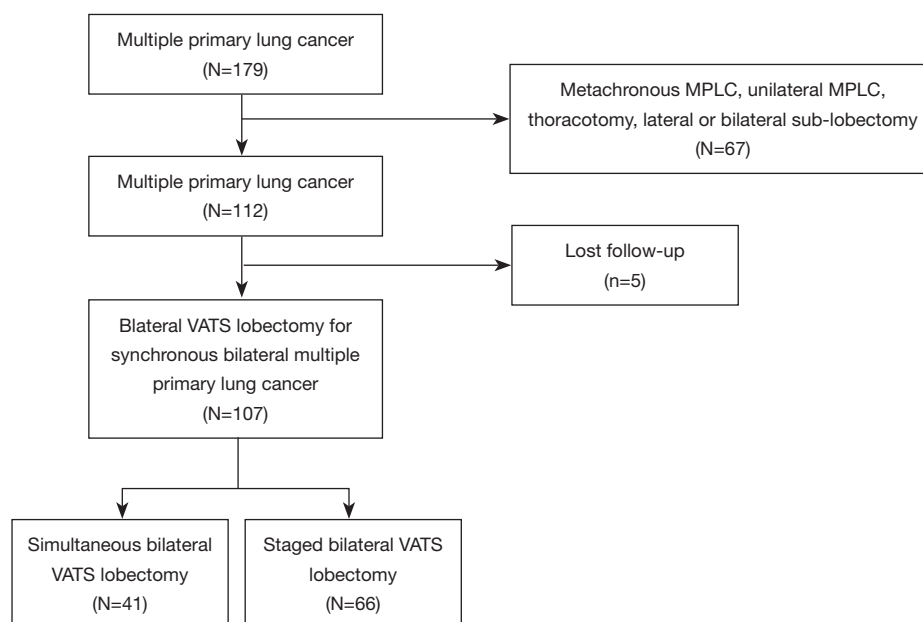 Multiple primary lung cancer
(N=179)
Metachronous MPLC, unilateral MPLC,
thoracotomy, lateral or bilateral sub-lobectomy
(N=67)
Multiple primary lung cancer
(N=112)
Lost follow-up
(n=5)
Blateral VATS lobectomy for
synchronous bilateral multiple
primary lung cancer
(N=107)
Simultaneous bilateral
VATS lobectomy
(N=41)
Staged bilateral VATS
lobectomy
(N=66)